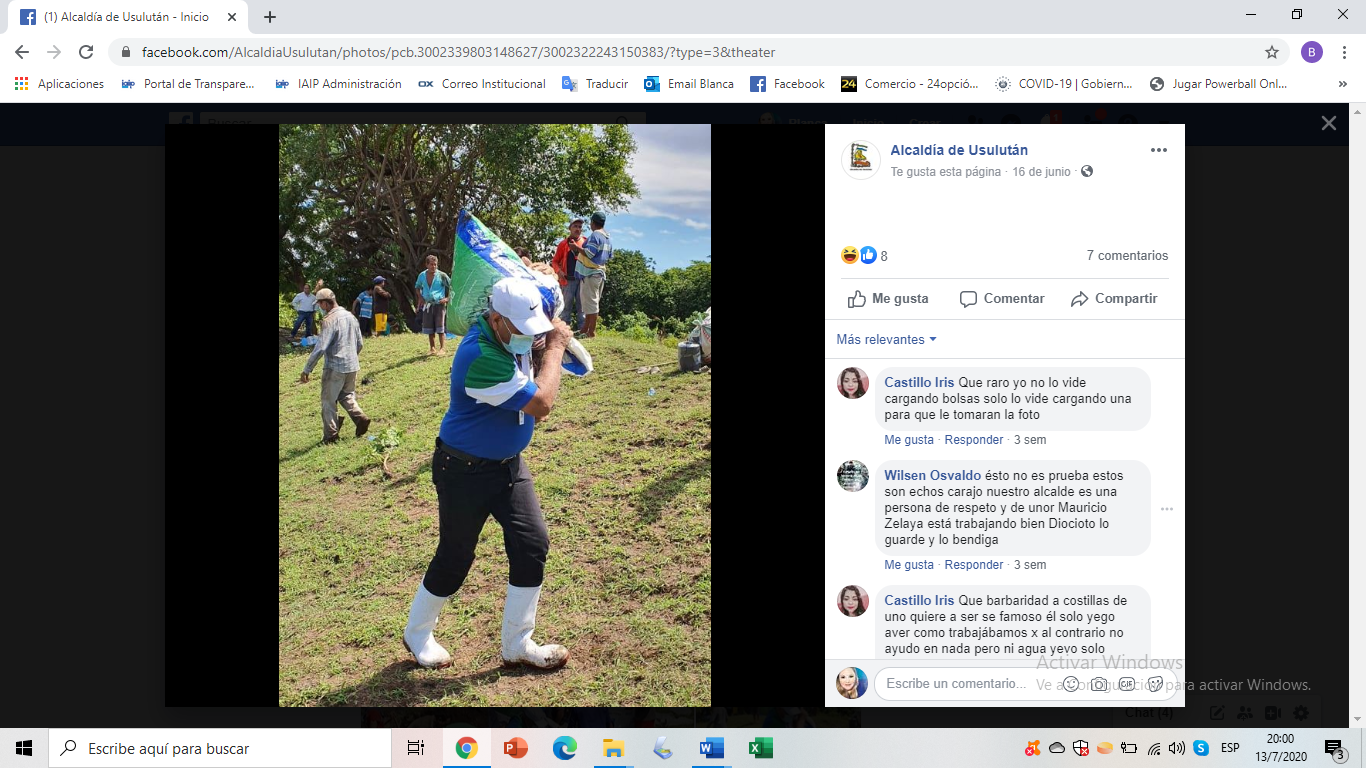 (1) Alcaldía de Usulután - Inicio
facebook.com/AlcaldiaUsulutan/photos/pcb.3002339803148627/3002322243150383/?type=3&theater
B
Aplicaciones
Portal de Transpare...
IAIP Administración
Correo Institucional
Traducir
Email Blanca
Facebook
24 Comercio - 24opció...
COVID-19 | Gobiern...
Jugar Powerball Onl...
»
Alcaldía de Usulután
Te gusta esta página · 16 de junio ·
8
7 comentarios
Me gusta
Comentar
Compartir
Más relevantes
Castillo Iris Que raro yo no lo vide
cargando bolsas solo lo vide cargando una
para que le tomaran la foto
Me gusta · Responder · 3 sem
Wilsen Osvaldo ésto no es prueba estos
son echos carajo nuestro alcalde es una
persona de respeto y de unor Mauricio
Zelaya está trabajando bien Diocioto lo
guarde y lo bendiga
Me gusta · Responder · 3 sem
Castillo Iris Que barbaridad a costillas de
uno quiere a ser se famoso él solo yego
aver como trabajábamos x al contrario no
ayudo en nada pero ni agua yevo solo
Escribe un comentario...
GIF
Activar Windows
Ve a Configuración para activar Windows.
Chat (4)
Escribe aquí para buscar
ESP
20:00
13/7/2020
3